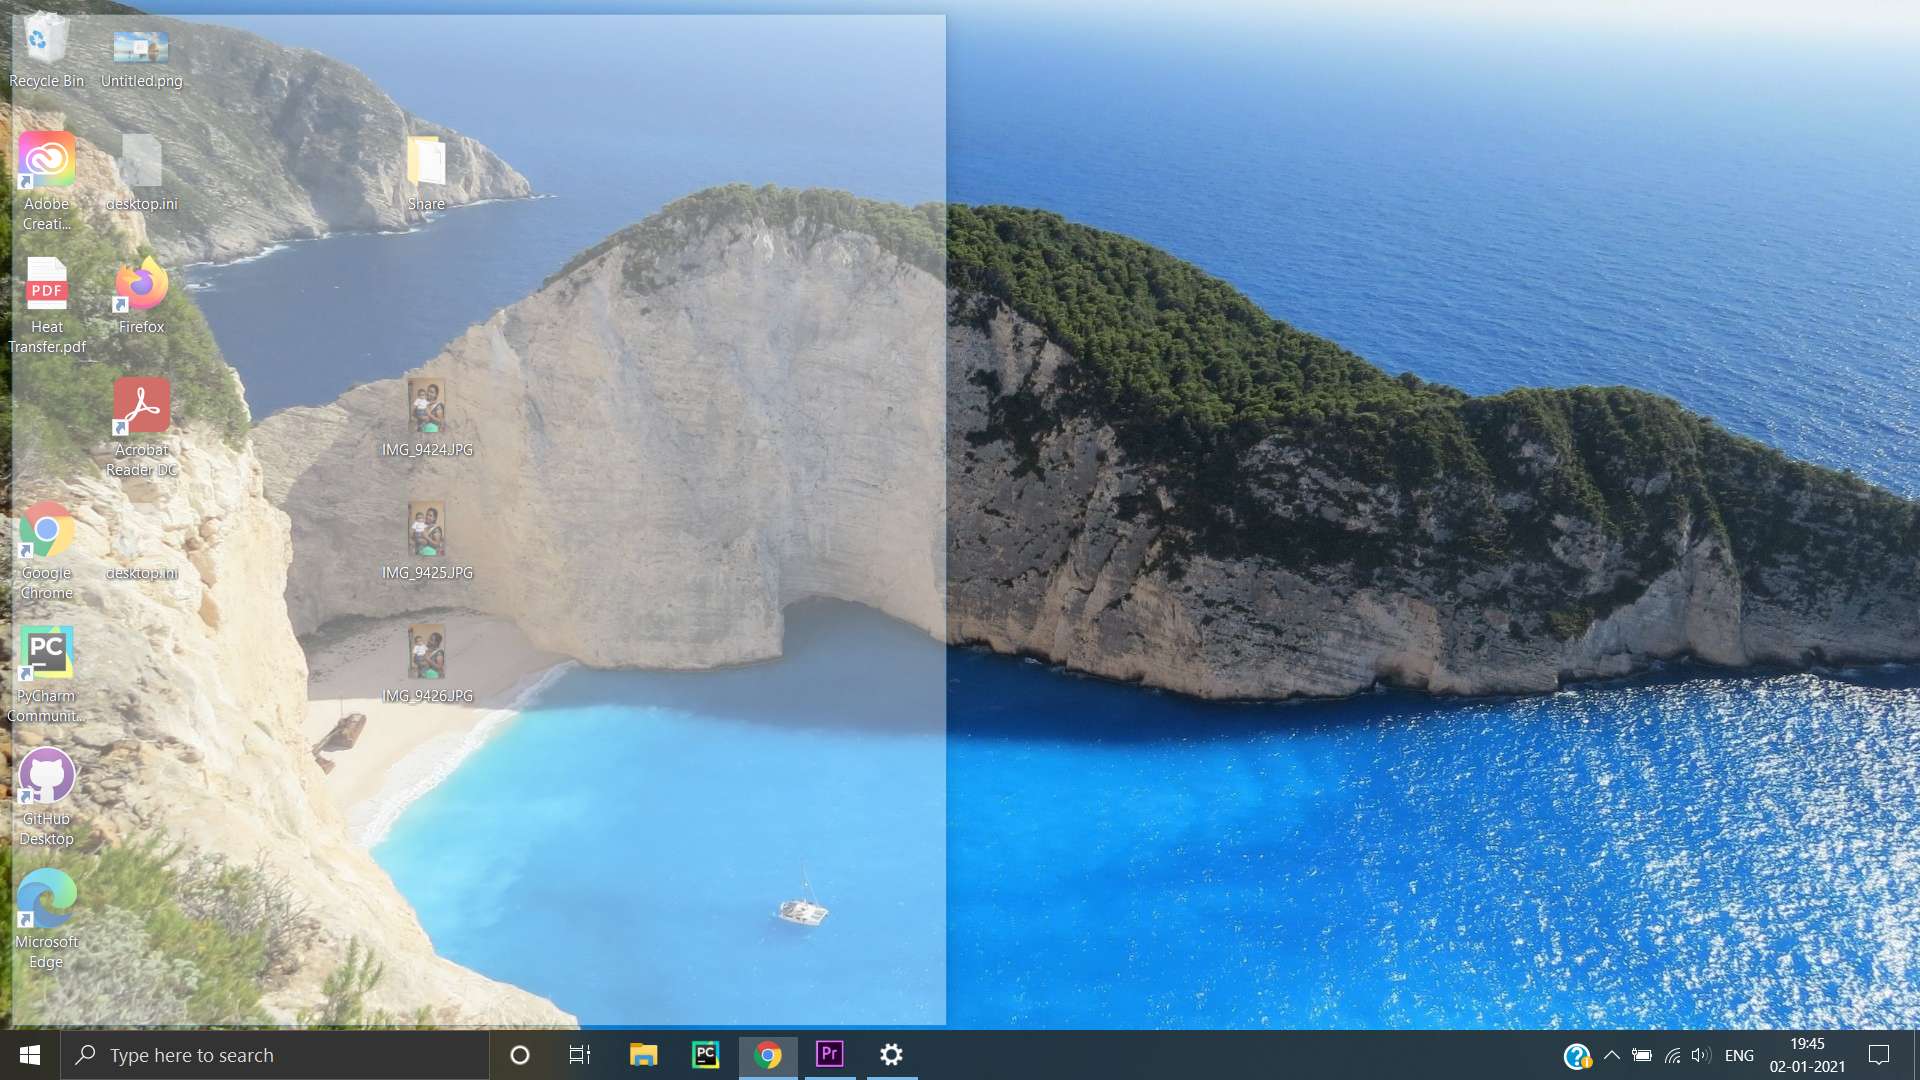 Recycle Bin
Untitled.png
Adobe
Creati...
desktop.ini
Share
PDF
Heat
Transfer.pdf
Firefox
Acrobat
Reader DC
IMG_9424.JPG
Google
Chrome
desktop.ini
IMG_9425.JPG
PC
PyCharm
Communit...
IMG_9426.JPG
GitHub
Desktop
Microsoft
Edge
Type here to search
PC
Pr
ENG
19:45
02-01-2021